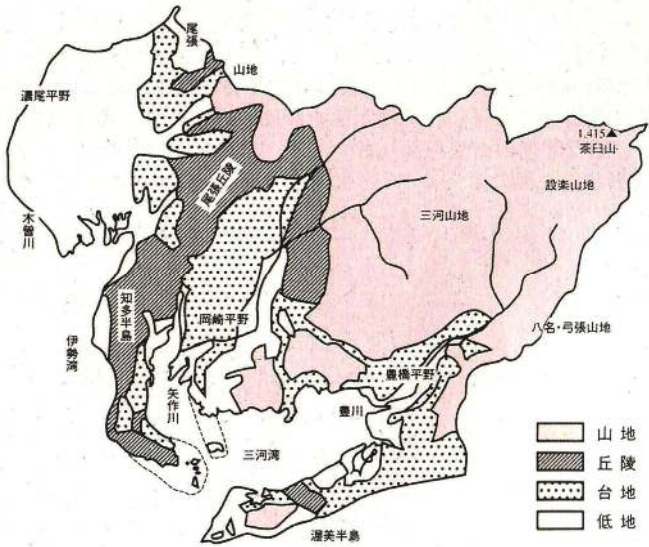 尾張
山地
濃尾平野
1,415▲
茶臼山
設楽山地
尾張丘陵
三河山地
木曽川
知多半島
岡崎平野
伊勢湾
八名・弓張山地
豊橋平野
矢作川
豊川
三河湾
渥美半島
山地
丘陵
台地
低地